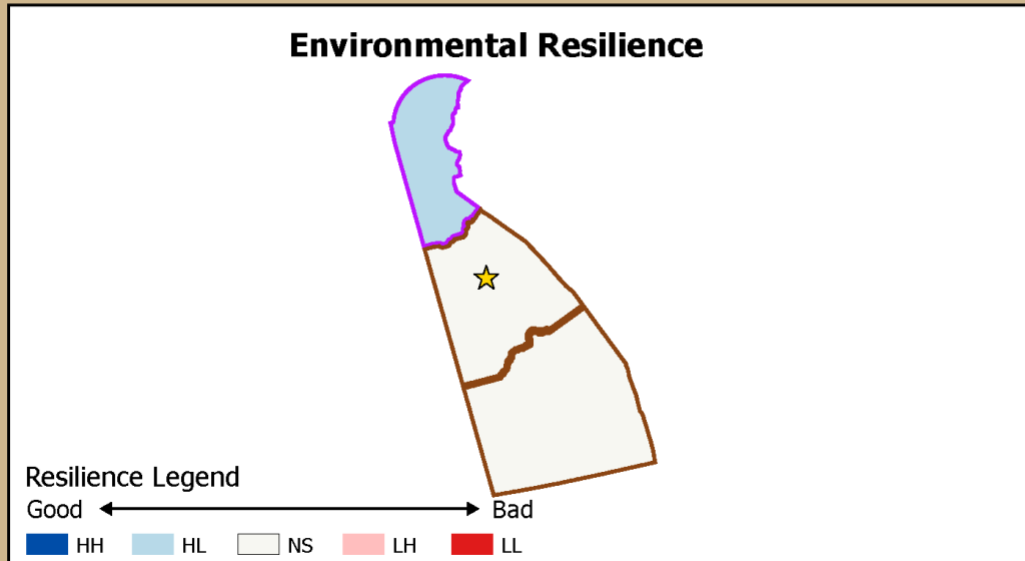 Environmental Resilience
Resilience Legend
Good Bad
HH HL NS LH LL